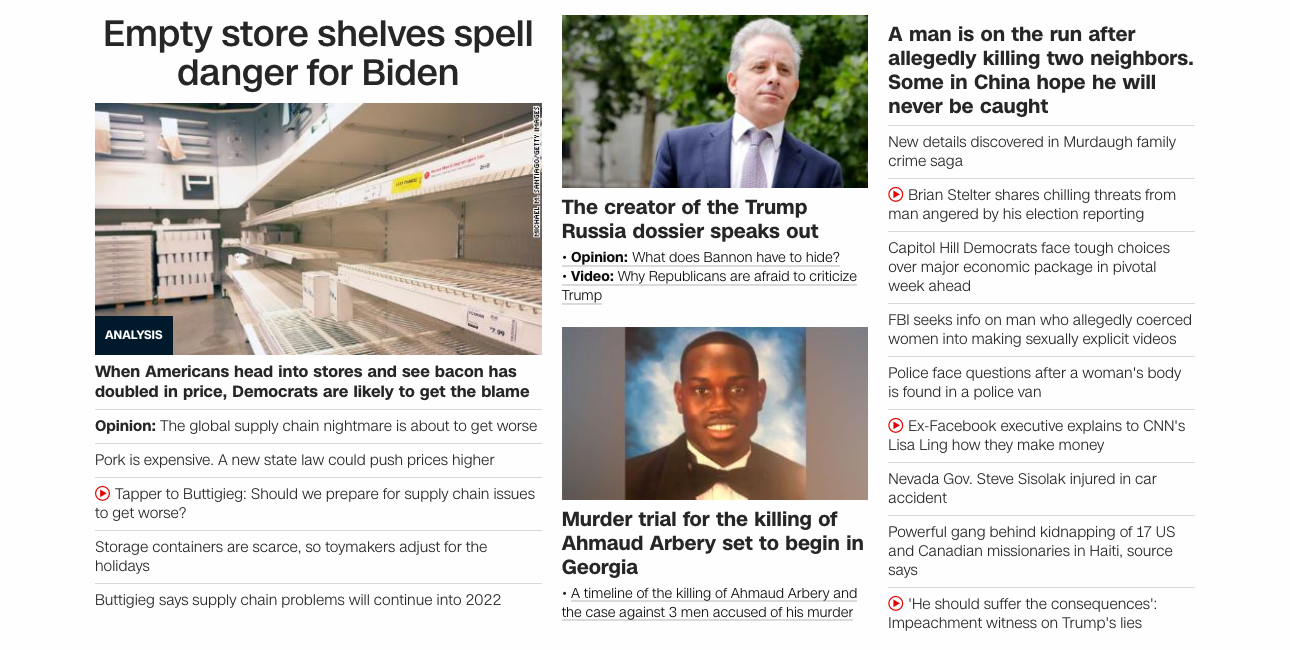 Empty store shelves spell
danger for Biden
MICHAEL M. SANTIAGO/GETTY IMAGES
$7.99
ANALYSIS
When Americans head into stores and see bacon has
doubled in price, Democrats are likely to get the blame
Opinion: The global supply chain nightmare is about to get worse
Pork is expensive. A new state law could push prices higher
Tapper to Buttigieg: Should we prepare for supply chain issues
to get worse?
Storage containers are scarce, so toymakers adjust for the
holidays
Buttigieg says supply chain problems will continue into 2022
The creator of the Trump
Russia dossier speaks out
• Opinion: What does Bannon have to hide?
• Video: Why Republicans are afraid to criticize
Trump
Murder trial for the killing of
Ahmaud Arbery set to begin in
Georgia
• A timeline of the killing of Ahmaud Arbery and
the case against 3 men accused of his murder
A man is on the run after
allegedly killing two neighbors.
Some in China hope he will
never be caught
New details discovered in Murdaugh family
crime saga
Brian Stelter shares chilling threats from
man angered by his election reporting
Capitol Hill Democrats face tough choices
over major economic package in pivotal
week ahead
FBI seeks info on man who allegedly coerced
women into making sexually explicit videos
Police face questions after a woman's body
is found in a police van
Ex-Facebook executive explains to CNN's
Lisa Ling how they make money
Nevada Gov. Steve Sisolak injured in car
accident
Powerful gang behind kidnapping of 17 US
and Canadian missionaries in Haiti, source
says
'He should suffer the consequences':
Impeachment witness on Trump's lies